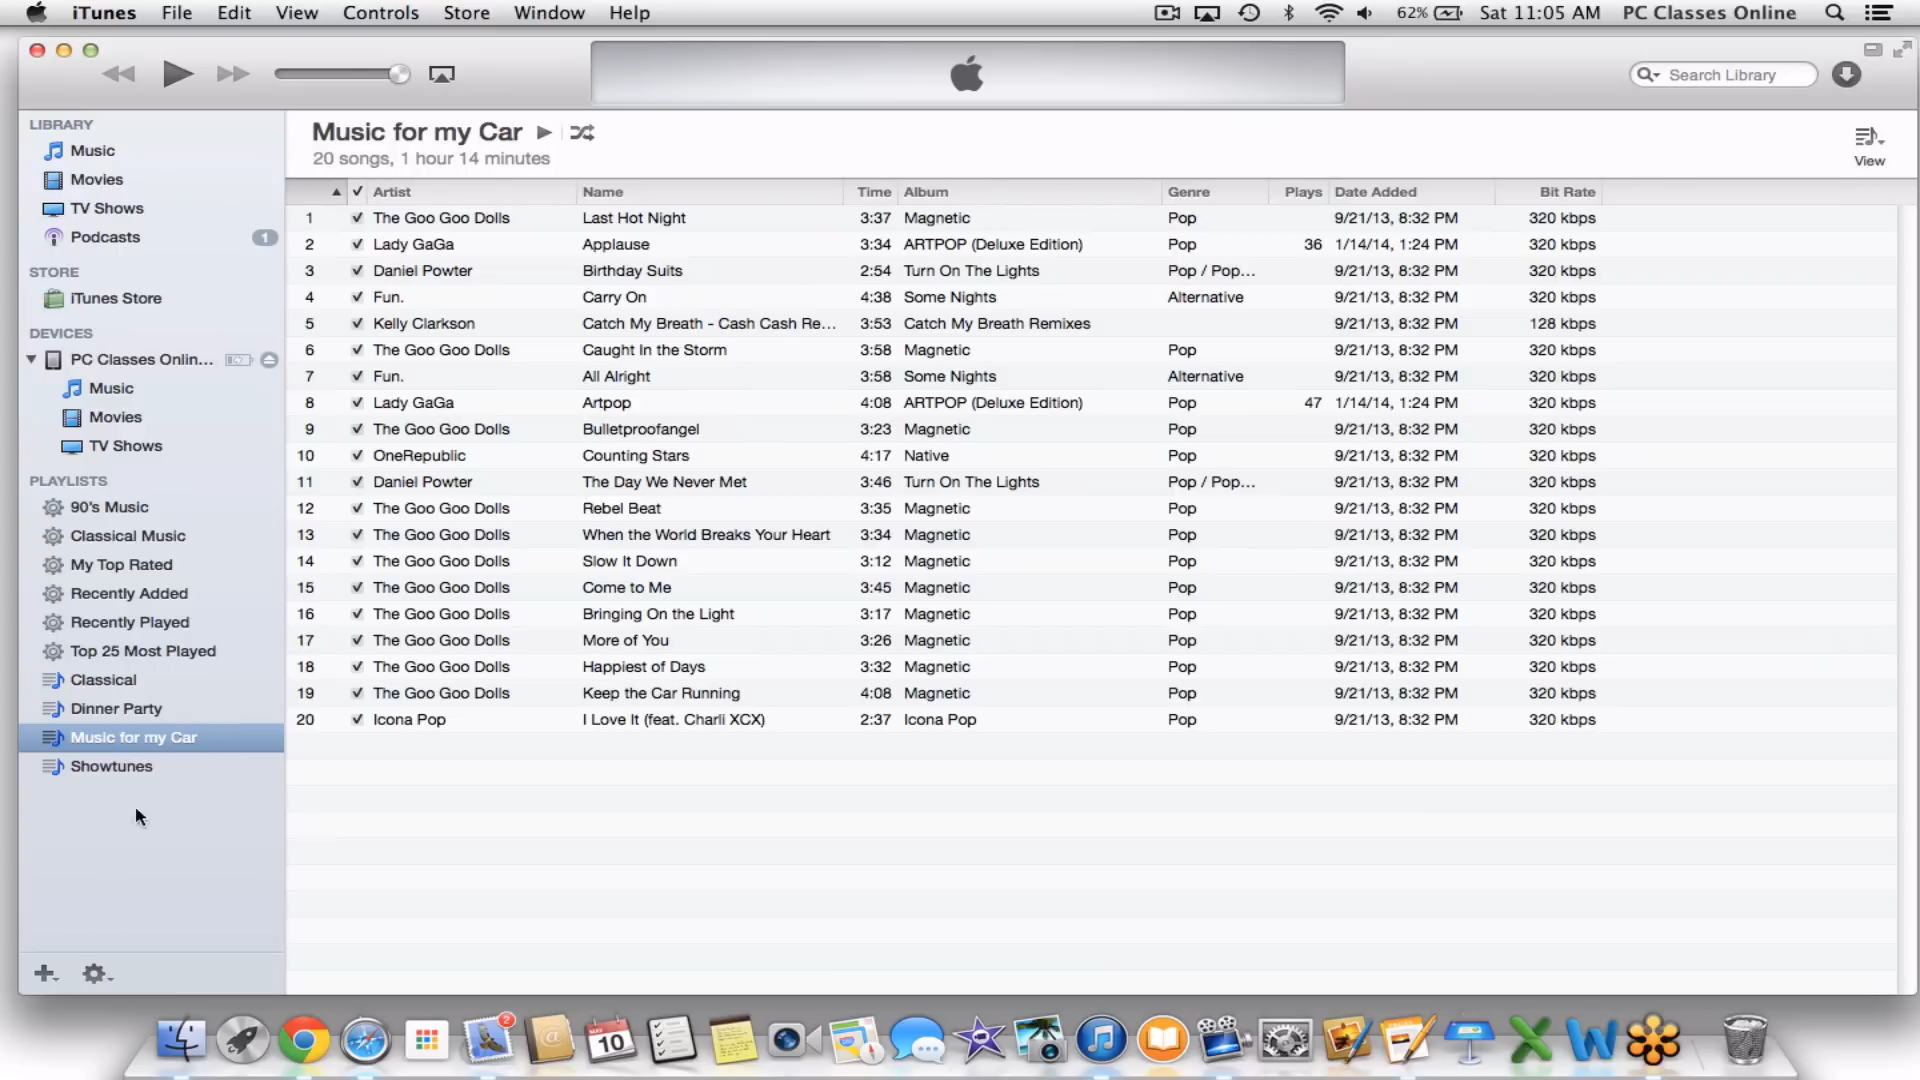 iTunes File Edit View Controls Store Window Help 62% Sat 11:05 AM PC Classes Online
Search Library
LIBRARY
Music
Movies
TV Shows
Podcasts 1
STORE
iTunes Store
DEVICES
PC Classes Onlin...
Music
Movies
TV Shows
PLAYLISTS
90's Music
Classical Music
My Top Rated
Recently Added
Recently Played
Top 25 Most Played
Classical
Dinner Party
Music for my Car
Showtunes
Music for my Car
20 songs, 1 hour 14 minutes
View
Artist Name Time Album Genre Plays Date Added Bit Rate
1 The Goo Goo Dolls Last Hot Night 3:37 Magnetic Pop 9/21/13, 8:32 PM 320 kbps
2 Lady GaGa Applause 3:34 ARTPOP (Deluxe Edition) Pop 36 1/14/14, 1:24 PM 320 kbps
3 Daniel Powter Birthday Suits 2:54 Turn On The Lights Pop / Pop... 9/21/13, 8:32 PM 320 kbps
4 Fun. Carry On 4:38 Some Nights Alternative 9/21/13, 8:32 PM 320 kbps
5 Kelly Clarkson Catch My Breath - Cash Cash Re... 3:53 Catch My Breath Remixes 9/21/13, 8:32 PM 128 kbps
6 The Goo Goo Dolls Caught In the Storm 3:58 Magnetic Pop 9/21/13, 8:32 PM 320 kbps
7 Fun. All Alright 3:58 Some Nights Alternative 9/21/13, 8:32 PM 320 kbps
8 Lady GaGa Artpop 4:08 ARTPOP (Deluxe Edition) Pop 47 1/14/14, 1:24 PM 320 kbps
9 The Goo Goo Dolls Bulletproofangel 3:23 Magnetic Pop 9/21/13, 8:32 PM 320 kbps
10 OneRepublic Counting Stars 4:17 Native Pop 9/21/13, 8:32 PM 320 kbps
11 Daniel Powter The Day We Never Met 3:46 Turn On The Lights Pop / Pop... 9/21/13, 8:32 PM 320 kbps
12 The Goo Goo Dolls Rebel Beat 3:35 Magnetic Pop 9/21/13, 8:32 PM 320 kbps
13 The Goo Goo Dolls When the World Breaks Your Heart 3:34 Magnetic Pop 9/21/13, 8:32 PM 320 kbps
14 The Goo Goo Dolls Slow It Down 3:12 Magnetic Pop 9/21/13, 8:32 PM 320 kbps
15 The Goo Goo Dolls Come to Me 3:45 Magnetic Pop 9/21/13, 8:32 PM 320 kbps
16 The Goo Goo Dolls Bringing On the Light 3:17 Magnetic Pop 9/21/13, 8:32 PM 320 kbps
17 The Goo Goo Dolls More of You 3:26 Magnetic Pop 9/21/13, 8:32 PM 320 kbps
18 The Goo Goo Dolls Happiest of Days 3:32 Magnetic Pop 9/21/13, 8:32 PM 320 kbps
19 The Goo Goo Dolls Keep the Car Running 4:08 Magnetic Pop 9/21/13, 8:32 PM 320 kbps
20 Icona Pop I Love It (feat. Charli XCX) 2:37 Icona Pop Pop 9/21/13, 8:32 PM 320 kbps
2
MAY
10